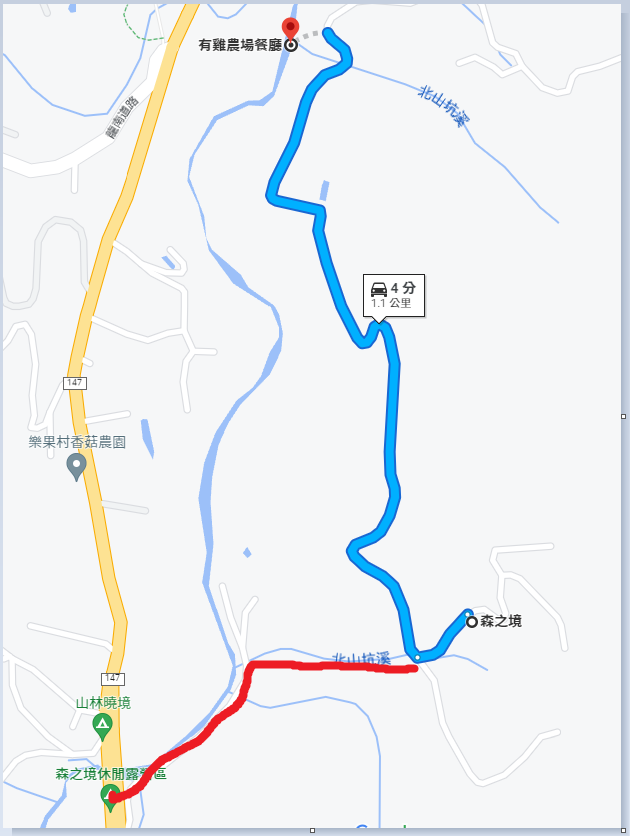 有雞農場餐廳
北山坑溪
龍南道路
4 分
1.1 公里
147
樂果村香菇農園
森之境
北山坑溪
147
山林曉境
森之境休閒露營區